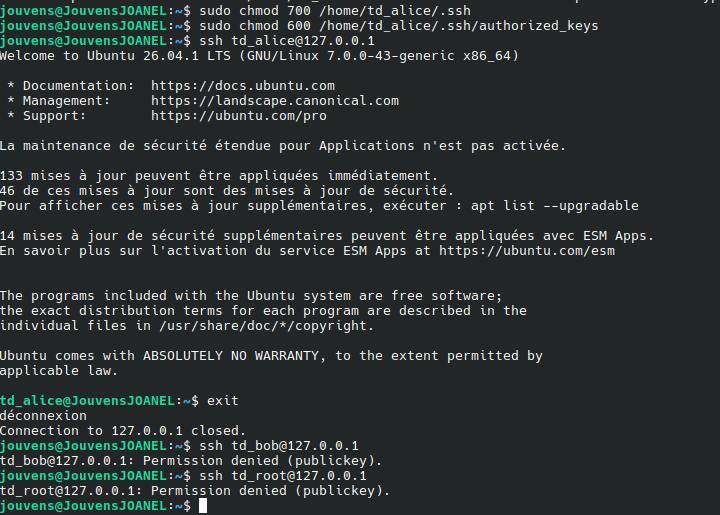 jouvens@JouvensJOANEL:~$ sudo chmod 700 /home/td_alice/.ssh
jouvens@JouvensJOANEL:~$ sudo chmod 600 /home/td_alice/.ssh/authorized_keys
jouvens@JouvensJOANEL:~$ ssh td_alice@127.0.0.1
Welcome to Ubuntu 26.04.1 LTS (GNU/Linux 7.0.0-43-generic x86_64)

 * Documentation:  https://docs.ubuntu.com
 * Management:     https://landscape.canonical.com
 * Support:        https://ubuntu.com/pro

La maintenance de sécurité étendue pour Applications n'est pas activée.

133 mises à jour peuvent être appliquées immédiatement.
46 de ces mises à jour sont des mises à jour de sécurité.
Pour afficher ces mises à jour supplémentaires, exécuter : apt list --upgradable

14 mises à jour de sécurité supplémentaires peuvent être appliquées avec ESM Apps.
En savoir plus sur l'activation du service ESM Apps at https://ubuntu.com/esm

The programs included with the Ubuntu system are free software;
the exact distribution terms for each program are described in the
individual files in /usr/share/doc/*/copyright.

Ubuntu comes with ABSOLUTELY NO WARRANTY, to the extent permitted by
applicable law.

td_alice@JouvensJOANEL:~$ exit
déconnexion
Connection to 127.0.0.1 closed.
jouvens@JouvensJOANEL:~$ ssh td_bob@127.0.0.1
td_bob@127.0.0.1: Permission denied (publickey).
jouvens@JouvensJOANEL:~$ ssh td_root@127.0.0.1
td_root@127.0.0.1: Permission denied (publickey).
jouvens@JouvensJOANEL:~$